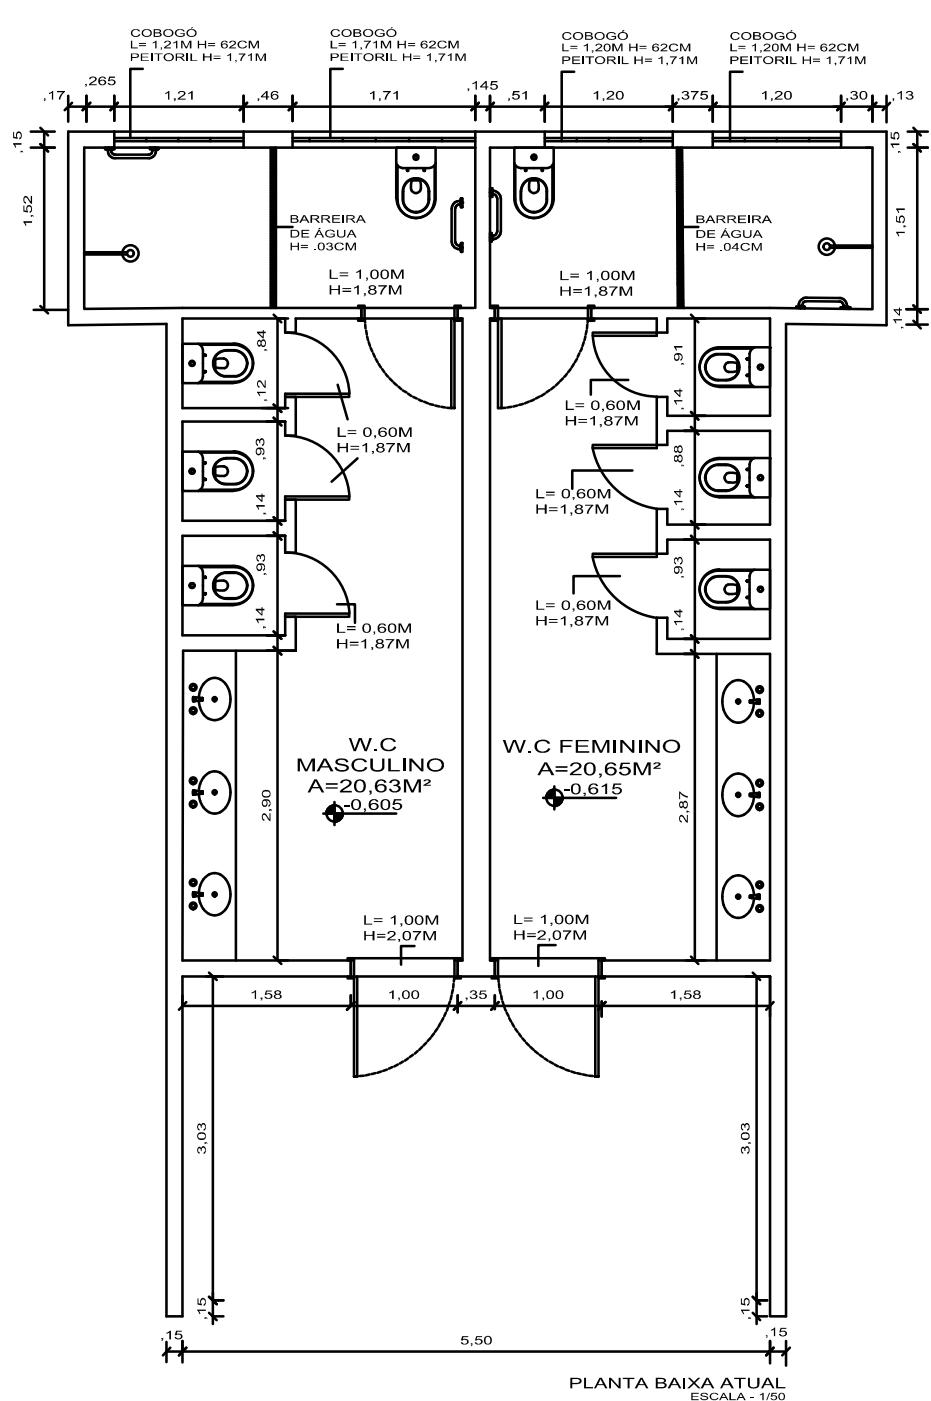 COBOGÓ
L= 1,21M H= 62CM
PEITORIL H= 1,71M
COBOGÓ
L= 1,71M H= 62CM
PEITORIL H= 1,71M
COBOGÓ
L= 1,20M H= 62CM
PEITORIL H= 1,71M
COBOGÓ
L= 1,20M H= 62CM
PEITORIL H= 1,71M
,17 ,265 1,21 ,46 1,71 ,145 ,51 1,20 ,375 1,20 ,30 ,13
,15
1,52
,15
1,51
,14
BARREIRA
DE ÁGUA
H= .03CM
L= 1,00M
H=1,87M
BARREIRA
DE ÁGUA
H= .04CM
L= 1,00M
H=1,87M
,84
,12
,93
,14
,93
,14
2,90
L= 0,60M
H=1,87M
L= 0,60M
H=1,87M
L= 0,60M
H=1,87M
L= 0,60M
H=1,87M
L= 0,60M
H=1,87M
,91
,14
,88
,14
,93
,14
2,87
W.C
MASCULINO
A=20,63M²
-0,605
W.C FEMININO
A=20,65M²
-0,615
L= 1,00M
H=2,07M
L= 1,00M
H=2,07M
1,58 1,00 ,35 1,00 1,58
3,03
3,03
,15
,15
,15 5,50 ,15
PLANTA BAIXA ATUAL
ESCALA - 1/50